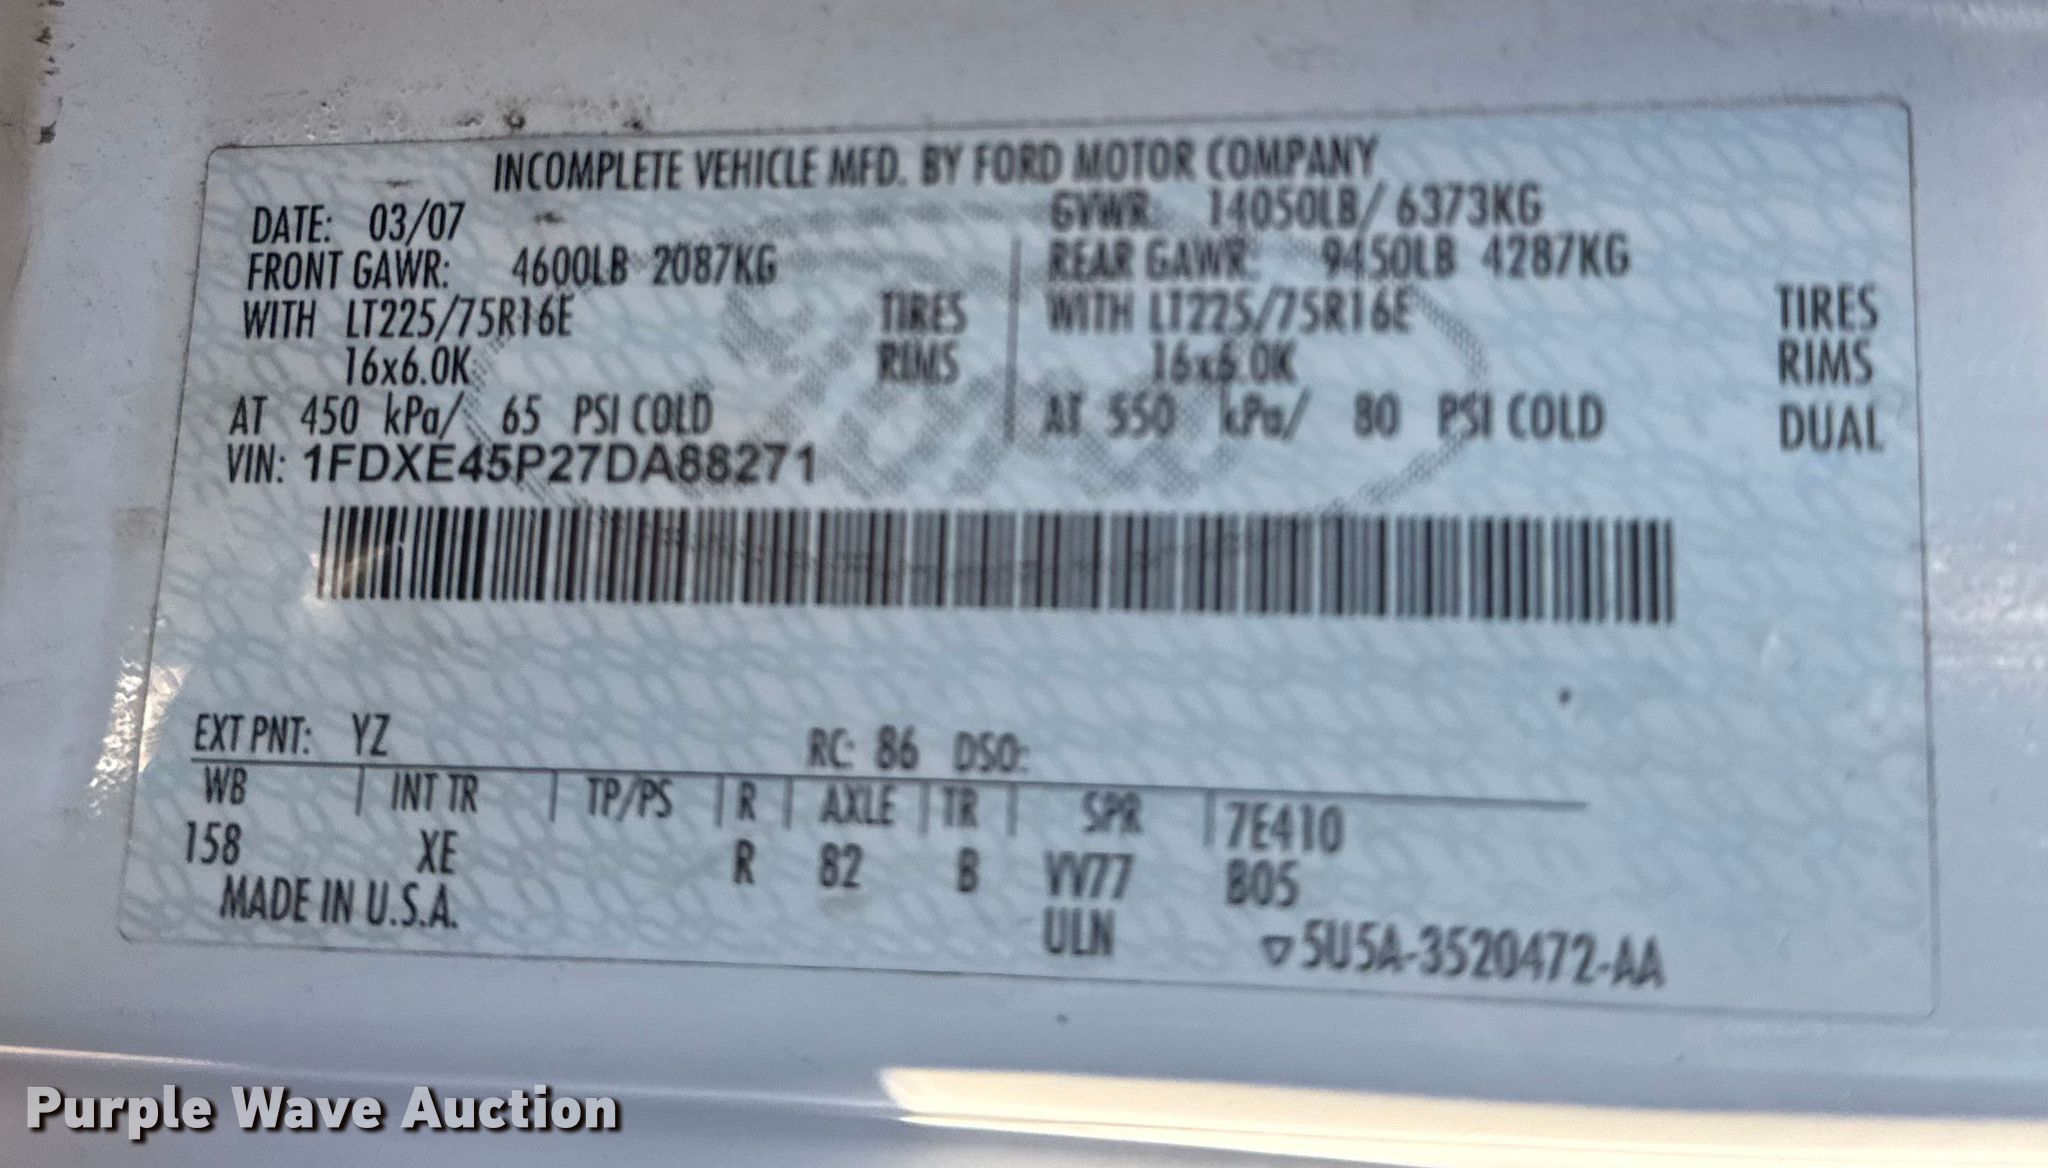 INCOMPLETE VEHICLE MFD. BY FORD MOTOR COMPANY
DATE: 03/07 GVWR: 14050LB/ 6373KG
FRONT GAWR: 4600LB 2087KG REAR GAWR: 9450LB 4287KG
WITH LT225/75R16E TIRES WITH LT225/75R16E TIRES
16x6.0K RIMS 16x6.0K RIMS
AT 450 kPa/ 65 PSI COLD AT 550 kPa/ 80 PSI COLD DUAL
VIN: 1FDXE45P27DA88271
EXT PNT: YZ RC: 86 DSO:
WB INT TR TP/PS R AXLE TR SPR 7E410
158 XE R 82 B VV77 B05
MADE IN U.S.A. ULN ▽5U5A-3520472-AA
Purple Wave Auction